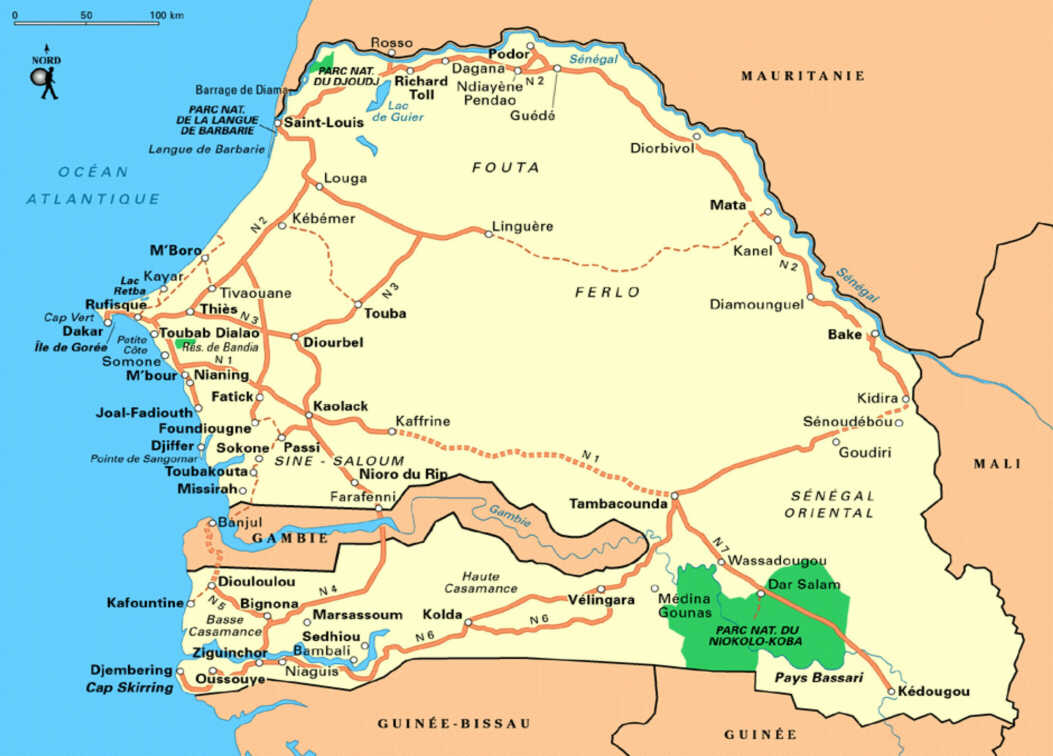 0 50 100 km
NORD
Rosso
Podor
Sénégal
MAURITANIE
PARC NAT.
DU DJOUDJ
Richard
Toll
Dagana
Ndiayène
Pendao
N 2
Guédé
Barrage de Diama
Lac
de Guier
PARC NAT.
DE LA LANGUE
DE BARBARIE
Saint-Louis
Langue de Barbarie
Diorbivol
OCÉAN
ATLANTIQUE
FOUTA
Louga
Mata
Kébémer
N 2
Linguère
Kanel
N 2
M'Boro
Sénégal
Lac
Retba
Kayar
Tivaouane
N 3
FERLO
Diamounguel
Rufisque
Cap Vert
Thiès
N 3
Touba
Dakar
Île de Gorée
Toubab Dialao
Petite
Côte
Rés. de Bandia
Diourbel
Bake
Somone
N 1
M'bour
Nianing
Fatick
Kidira
Joal-Fadiouth
Kaolack
Foundiougne
Kaffrine
Sénoudébou
Goudiri
Djiffer
Sokone
Passi
Pointe de Sangomar
SINE - SALOUM
N 1
MALI
Toubakouta
Nioro du Rip
Missirah
Farafenni
Tambacounda
SÉNÉGAL
ORIENTAL
Banjul
Gambie
GAMBIE
N 7
Wassadougou
Diouloulou
Haute
Casamance
Dar Salam
Kafountine
N 5
Bignona
N 4
Vélingara
Médina
Gounas
Basse
Casamance
Marsassoum
Kolda
N 6
N 6
PARC NAT. DU
NIOKOLO-KOBA
Sedhiou
Bambali
Ziguinchor
Djembering
Oussouye
Niaguis
Cap Skirring
Pays Bassari
Kédougou
GUINÉE-BISSAU
GUINÉE